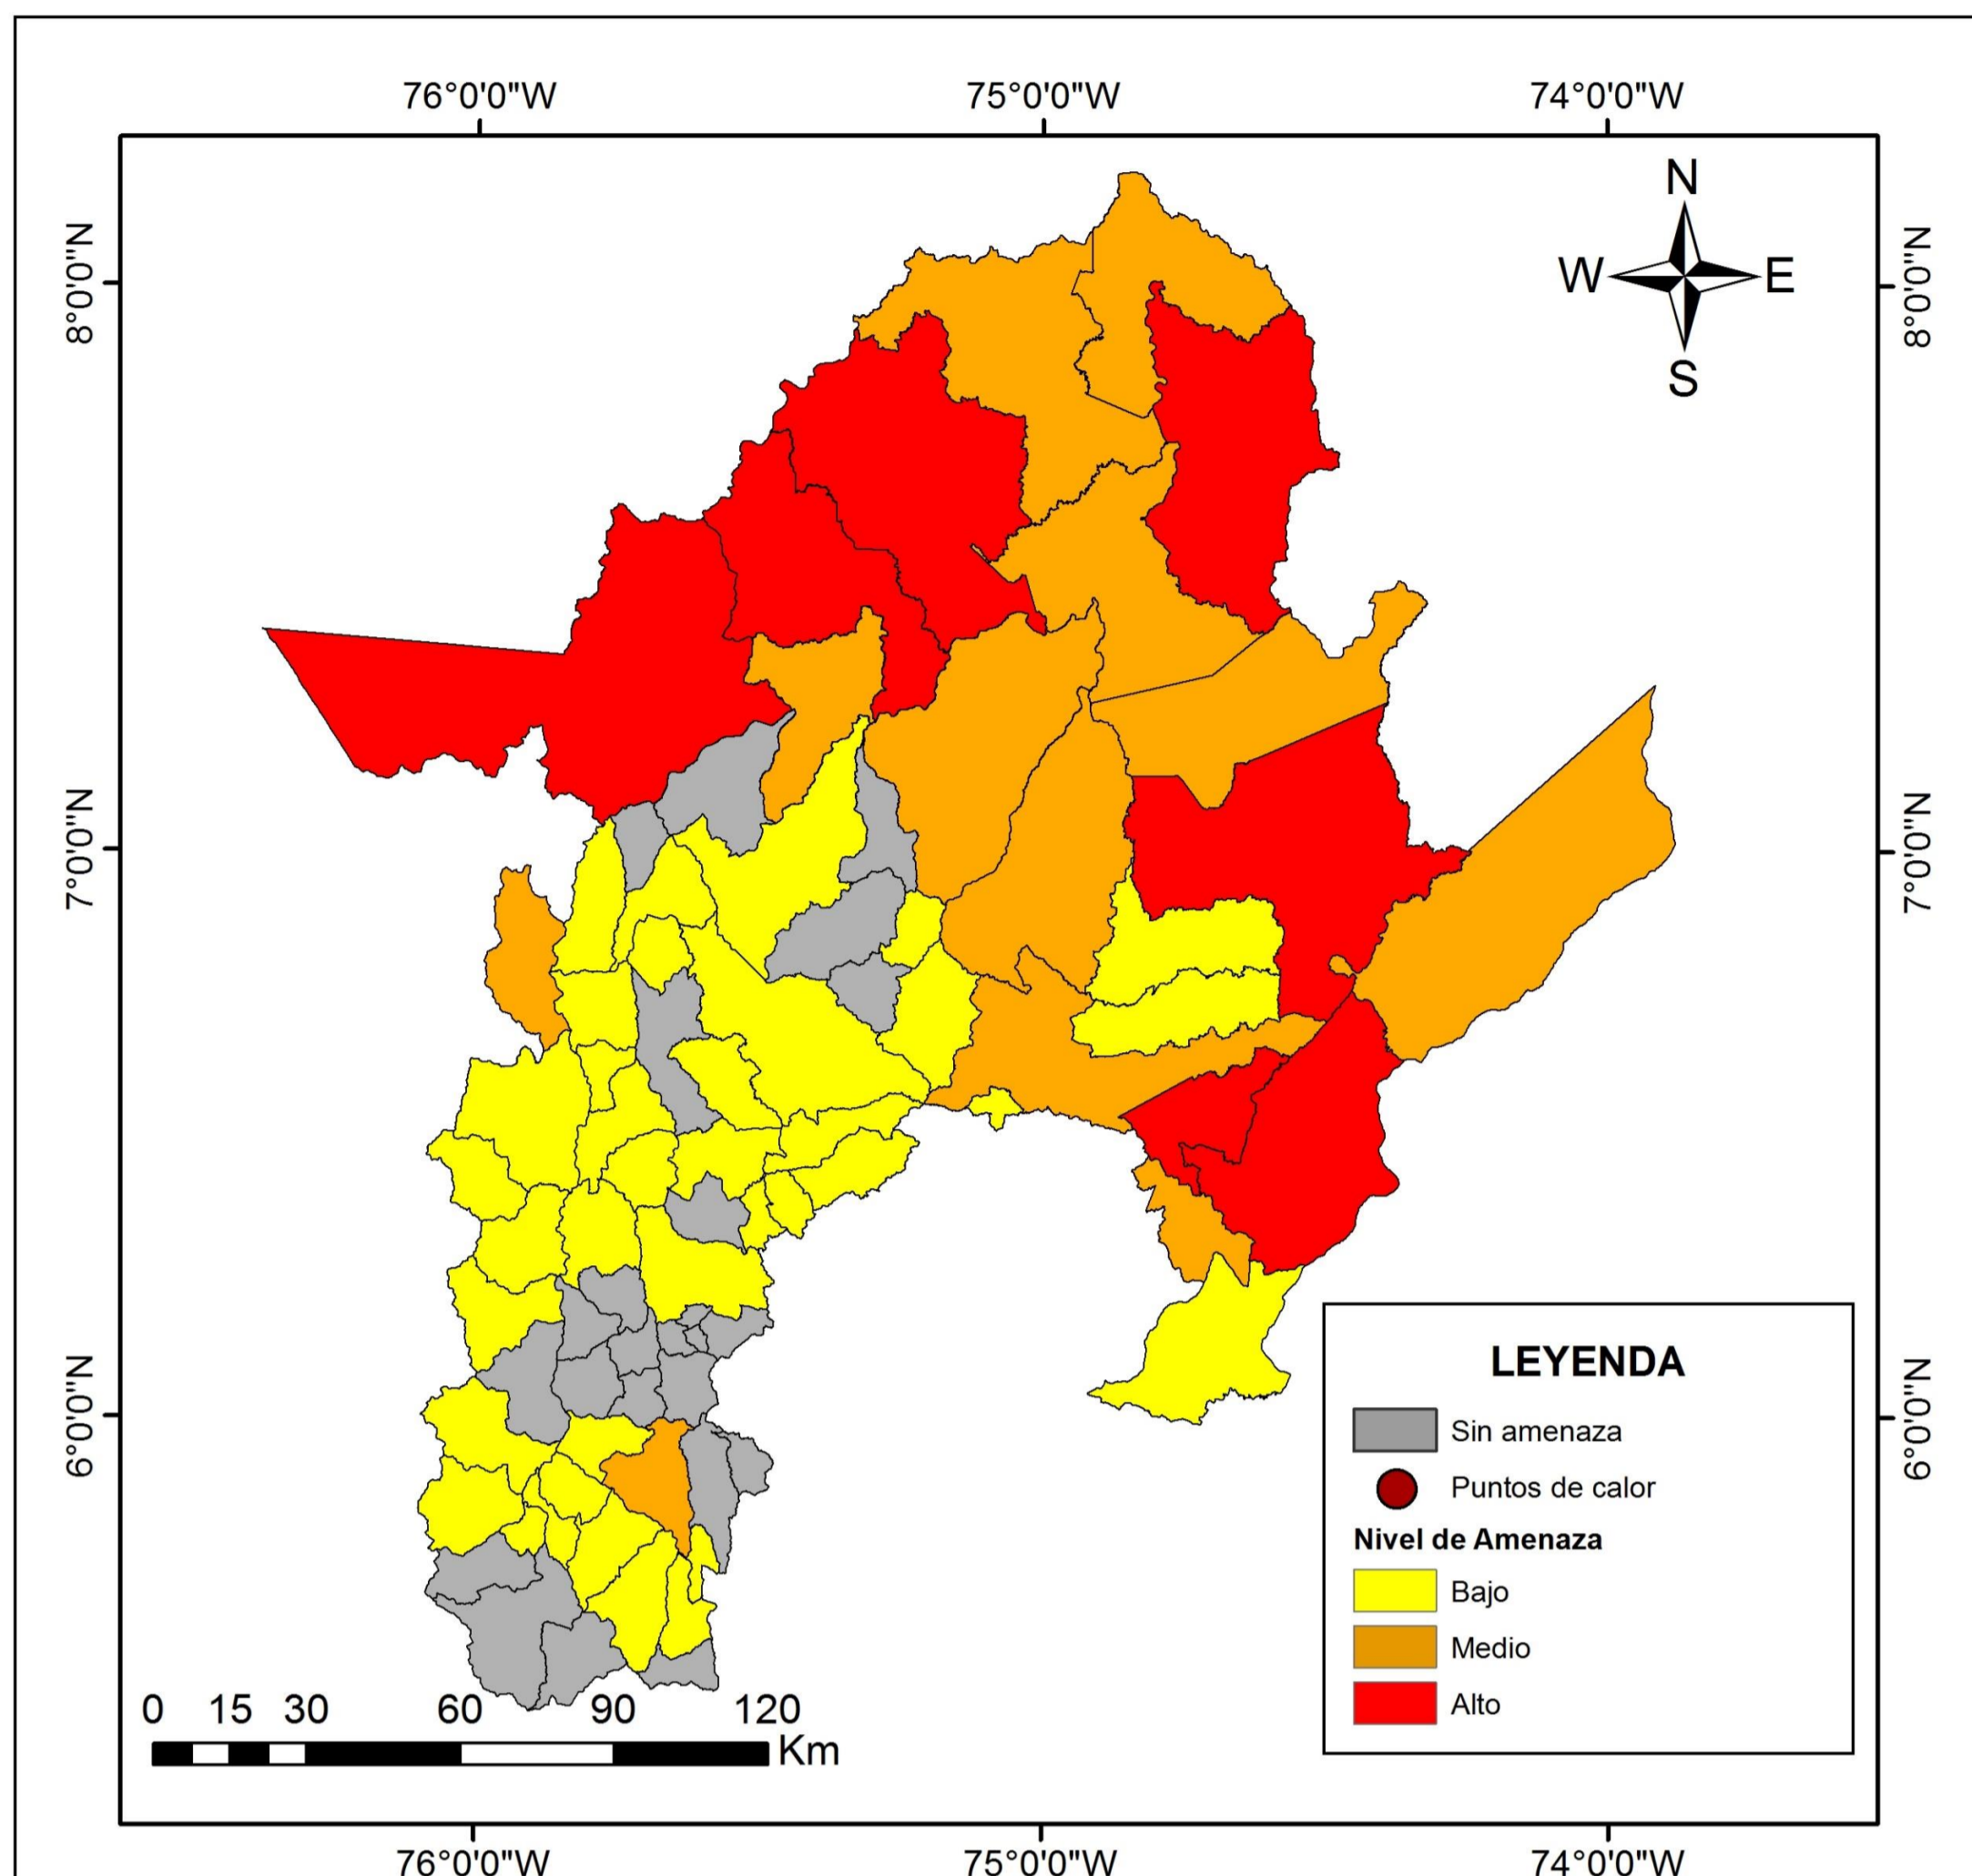 76°0'0"W 75°0'0"W 74°0'0"W
N
W E
S
8°0'0"N 8°0'0"N
7°0'0"N 7°0'0"N
6°0'0"N 6°0'0"N
LEYENDA
Sin amenaza
Puntos de calor
Nivel de Amenaza
Bajo
Medio
Alto
0 15 30 60 90 120
Km
76°0'0"W 75°0'0"W 74°0'0"W